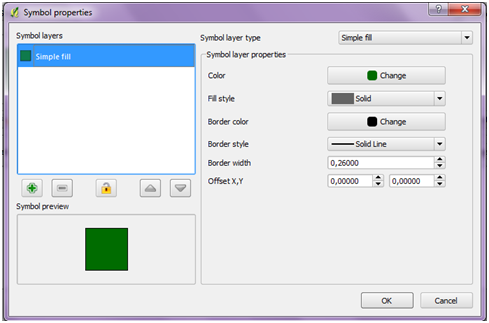 Symbol properties
Symbol layers
Simple fill
Symbol preview
Symbol layer type
Simple fill
Symbol layer properties
Color
Change
Fill style
Solid
Border color
Change
Border style
Solid Line
Border width
0,26000
Offset X,Y
0,00000
0,00000
OK
Cancel